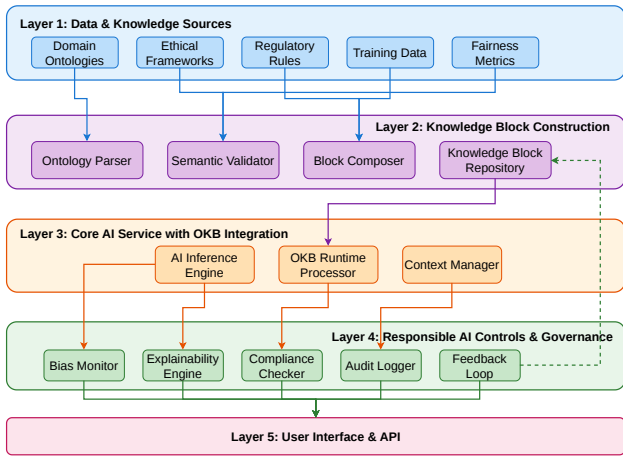 Layer 1: Data & Knowledge Sources
Domain
Ontologies
Ethical
Frameworks
Regulatory
Rules
Training Data
Fairness
Metrics
Layer 2: Knowledge Block Construction
Ontology Parser
Semantic Validator
Block Composer
Knowledge Block
Repository
Layer 3: Core AI Service with OKB Integration
AI Inference
Engine
OKB Runtime
Processor
Context Manager
Layer 4: Responsible AI Controls & Governance
Bias Monitor
Explainability
Engine
Compliance
Checker
Audit Logger
Feedback
Loop
Layer 5: User Interface & API